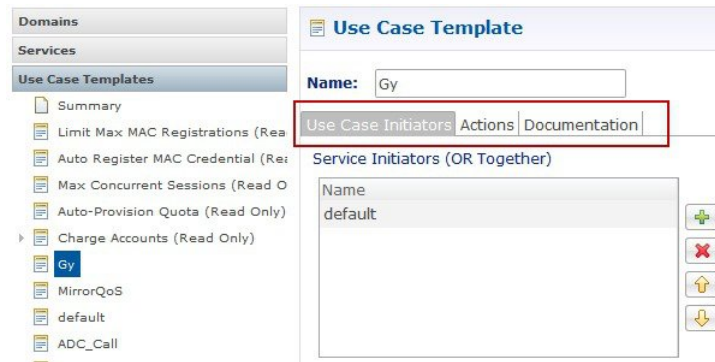 Domains
Services
Use Case Templates
Summary
Limit Max MAC Registrations (Rea
Auto Register MAC Credential (Rea
Max Concurrent Sessions (Read O
Auto-Provision Quota (Read Only)
Charge Accounts (Read Only)
Gy
MirrorQoS
default
ADC_Call
Use Case Template
Name: Gy
Use Case Initiators Actions Documentation
Service Initiators (OR Together)
Name
default